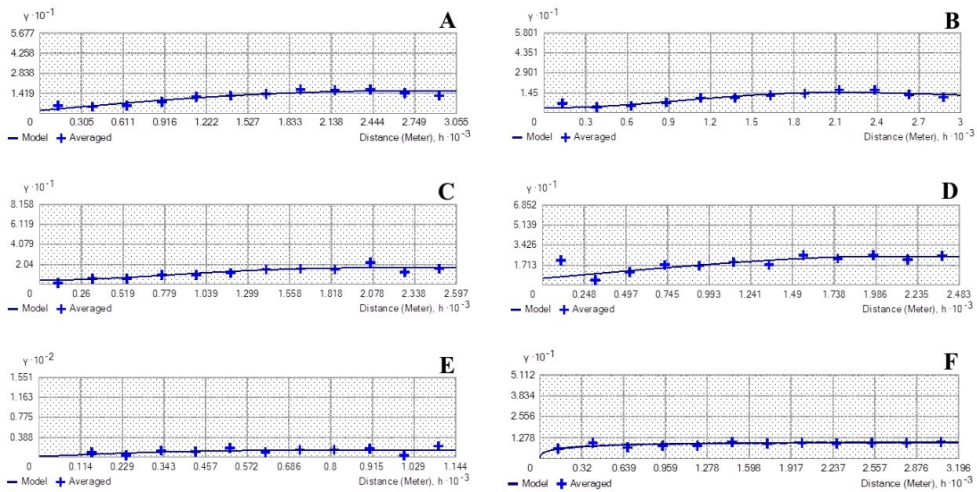 γ · 10⁻¹ A
5.677
4.258
2.838
1.419
0 0.305 0.611 0.916 1.222 1.527 1.833 2.138 2.444 2.749 3.055
Model Averaged Distance (Meter), h · 10⁻³
γ · 10⁻¹ B
5.801
4.351
2.901
1.45
0 0.3 0.6 0.9 1.2 1.5 1.8 2.1 2.4 2.7 3
Model Averaged Distance (Meter), h · 10⁻³
γ · 10⁻¹ C
8.158
6.119
4.079
2.04
0 0.26 0.519 0.779 1.039 1.299 1.558 1.818 2.078 2.338 2.597
Model Averaged Distance (Meter), h · 10⁻³
γ · 10⁻¹ D
6.852
5.139
3.426
1.713
0 0.248 0.497 0.745 0.993 1.241 1.49 1.738 1.986 2.235 2.483
Model Averaged Distance (Meter), h · 10⁻³
γ · 10⁻² E
1.551
1.163
0.775
0.388
0 0.114 0.229 0.343 0.457 0.572 0.686 0.8 0.915 1.029 1.144
Model Averaged Distance (Meter), h · 10⁻³
γ · 10⁻¹ F
5.112
3.834
2.556
1.278
0 0.32 0.639 0.959 1.278 1.598 1.917 2.237 2.557 2.876 3.196
Model Averaged Distance (Meter), h · 10⁻³